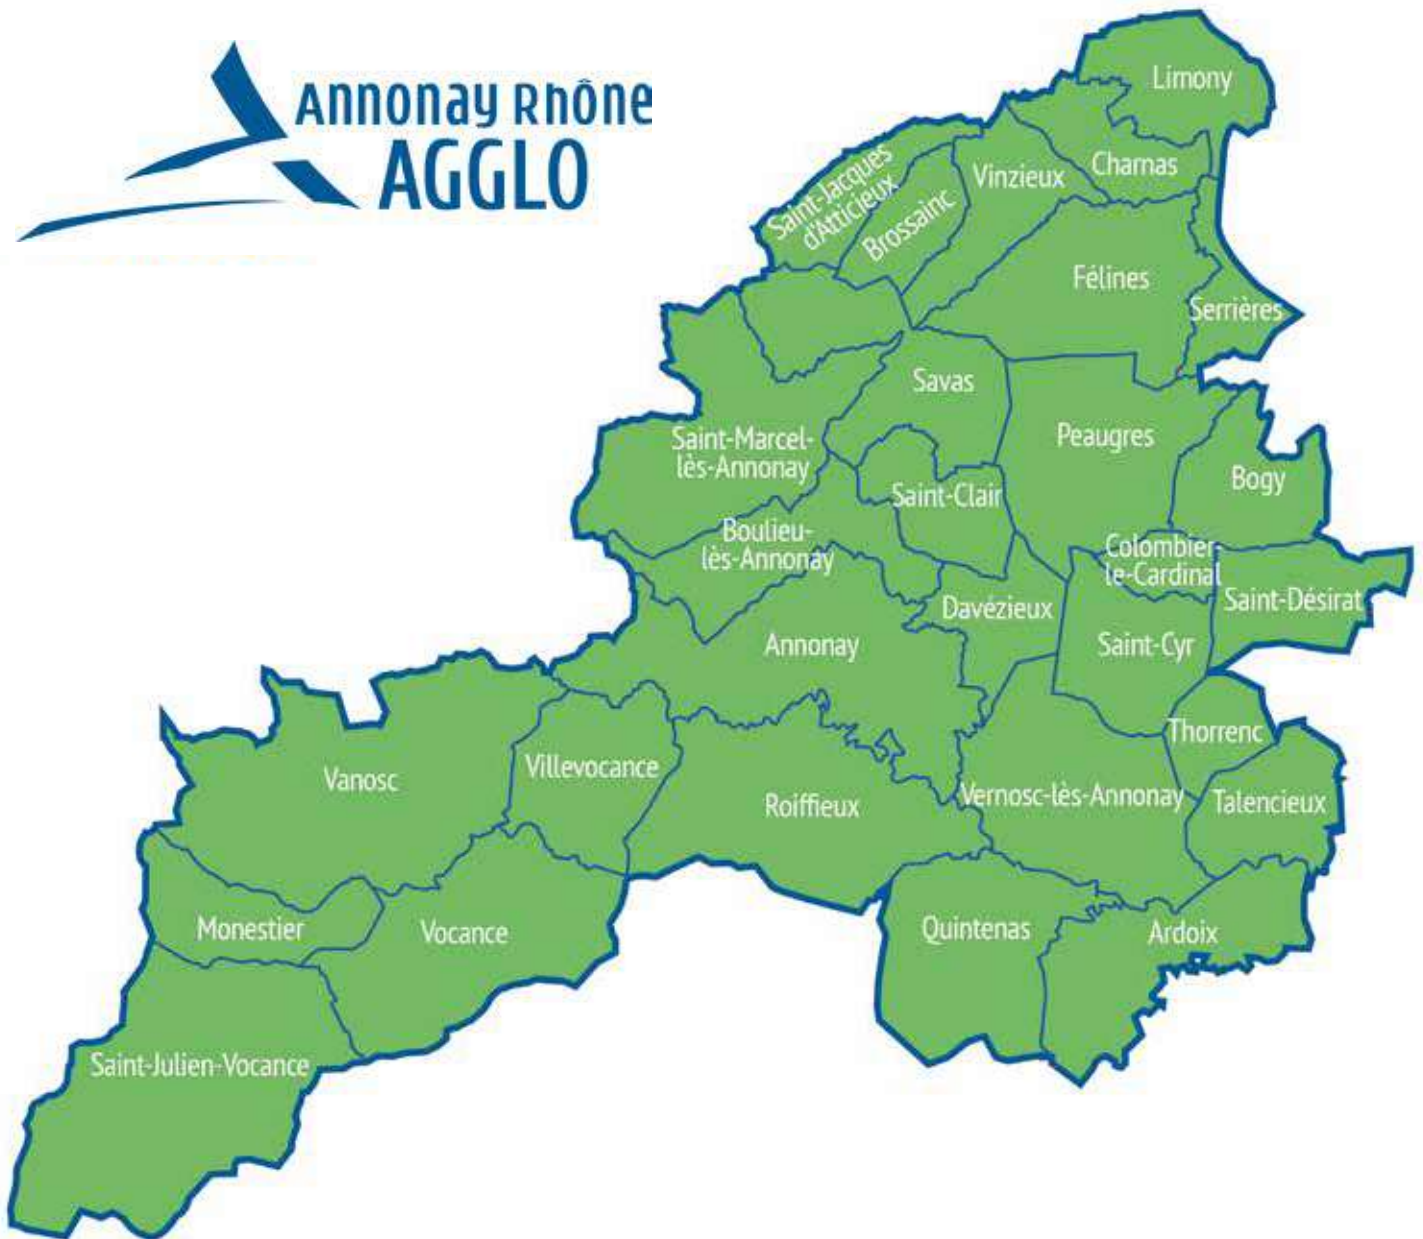 Annonay Rhône
AGGLO
Limony
Charnas
Vinzieux
Saint-Jacques
d'Atticieux
Brossainc
Félines
Serrières
Savas
Peaugres
Saint-Marcel-
lès-Annonay
Bogy
Saint-Clair
Boulieu-
lès-Annonay
Colombier-
le-Cardinal
Saint-Désirat
Davézieux
Annonay
Saint-Cyr
Thorrenc
Vanosc
Villevocance
Roiffieux
Vernosc-lès-Annonay
Talencieux
Monestier
Vocance
Quintenas
Ardoix
Saint-Julien-Vocance